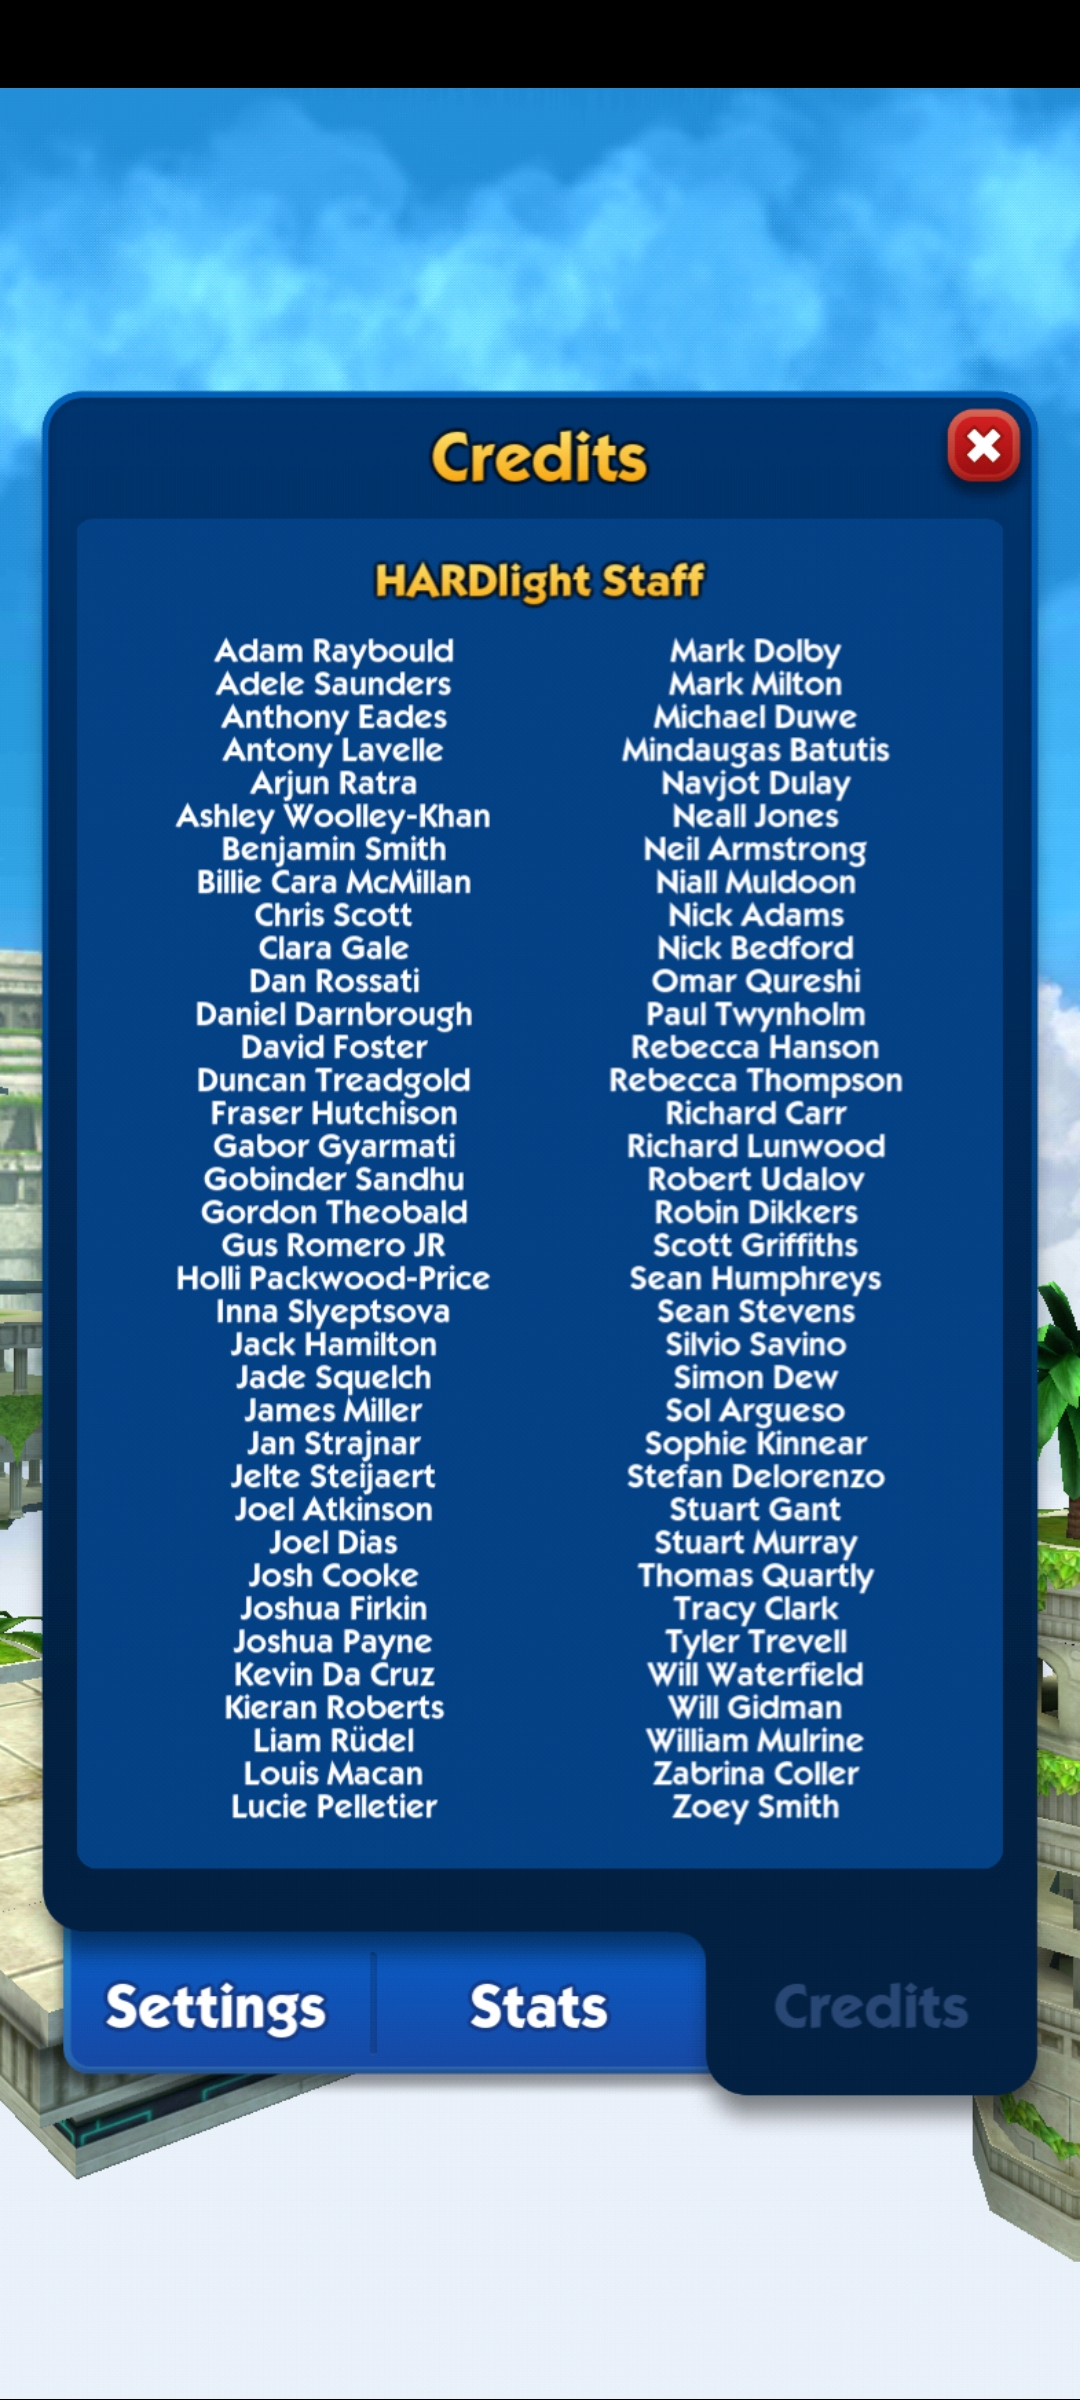 Credits
HARDlight Staff
Adam Raybould
Adele Saunders
Anthony Eades
Antony Lavelle
Arjun Ratra
Ashley Woolley-Khan
Benjamin Smith
Billie Cara McMillan
Chris Scott
Clara Gale
Dan Rossati
Daniel Darnbrough
David Foster
Duncan Treadgold
Fraser Hutchison
Gabor Gyarmati
Gobinder Sandhu
Gordon Theobald
Gus Romero JR
Holli Packwood-Price
Inna Slyeptsova
Jack Hamilton
Jade Squelch
James Miller
Jan Strajnar
Jelte Steijaert
Joel Atkinson
Joel Dias
Josh Cooke
Joshua Firkin
Joshua Payne
Kevin Da Cruz
Kieran Roberts
Liam Rüdel
Louis Macan
Lucie Pelletier
Mark Dolby
Mark Milton
Michael Duwe
Mindaugas Batutis
Navjot Dulay
Neall Jones
Neil Armstrong
Niall Muldoon
Nick Adams
Nick Bedford
Omar Qureshi
Paul Twynholm
Rebecca Hanson
Rebecca Thompson
Richard Carr
Richard Lunwood
Robert Udalov
Robin Dikkers
Scott Griffiths
Sean Humphreys
Sean Stevens
Silvio Savino
Simon Dew
Sol Argueso
Sophie Kinnear
Stefan Delorenzo
Stuart Gant
Stuart Murray
Thomas Quartly
Tracy Clark
Tyler Trevell
Will Waterfield
Will Gidman
William Mulrine
Zabrina Coller
Zoey Smith
Settings
Stats
Credits